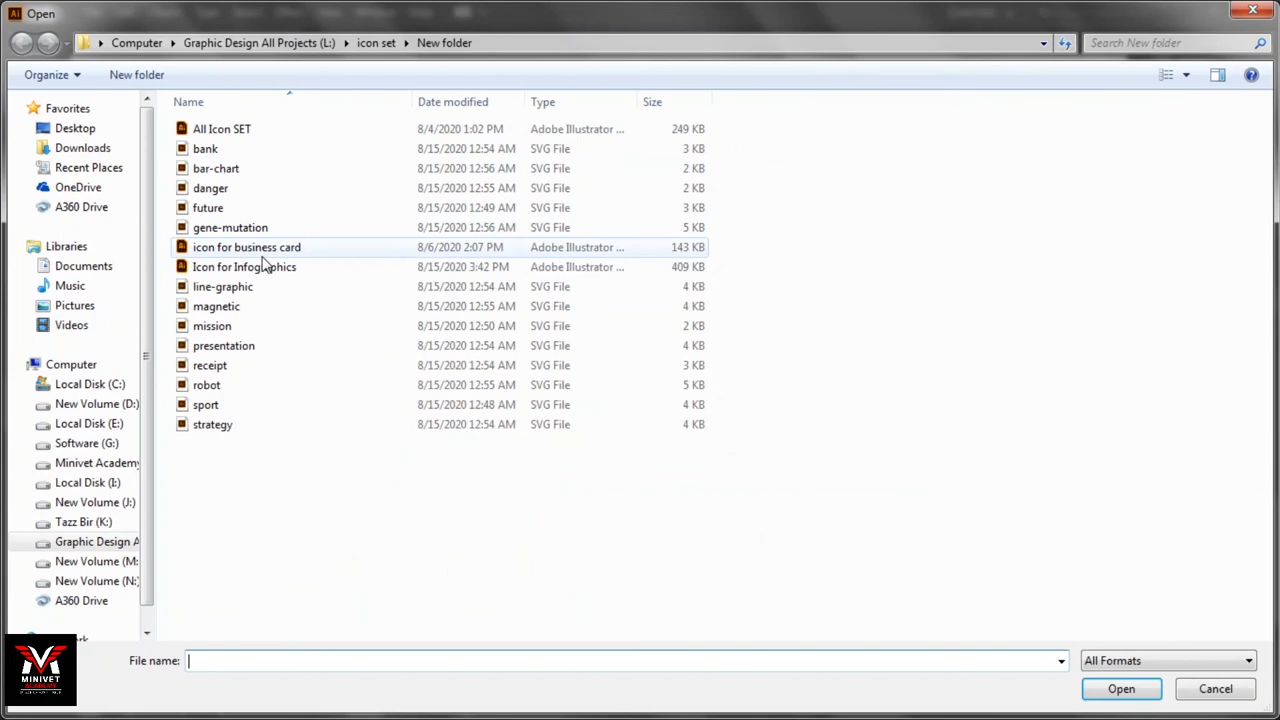 Open
Computer Graphic Design All Projects (L:) icon set New folder
Search New folder
Organize New folder
Name Date modified Type Size
All Icon SET 8/4/2020 1:02 PM Adobe Illustrator ... 249 KB
bank 8/15/2020 12:54 AM SVG File 3 KB
bar-chart 8/15/2020 12:56 AM SVG File 2 KB
danger 8/15/2020 12:55 AM SVG File 2 KB
future 8/15/2020 12:49 AM SVG File 3 KB
gene-mutation 8/15/2020 12:56 AM SVG File 5 KB
icon for business card 8/6/2020 2:07 PM Adobe Illustrator ... 143 KB
Icon for Infographics 8/15/2020 3:42 PM Adobe Illustrator ... 409 KB
line-graphic 8/15/2020 12:54 AM SVG File 4 KB
magnetic 8/15/2020 12:55 AM SVG File 4 KB
mission 8/15/2020 12:50 AM SVG File 2 KB
presentation 8/15/2020 12:54 AM SVG File 4 KB
receipt 8/15/2020 12:54 AM SVG File 3 KB
robot 8/15/2020 12:55 AM SVG File 5 KB
sport 8/15/2020 12:48 AM SVG File 4 KB
strategy 8/15/2020 12:54 AM SVG File 4 KB
Favorites
Desktop
Downloads
Recent Places
OneDrive
A360 Drive
Libraries
Documents
Music
Pictures
Videos
Computer
Local Disk (C:)
New Volume (D:)
Local Disk (E:)
Software (G:)
Minivet Academy
Local Disk (I:)
New Volume (J:)
Tazz Bir (K:)
Graphic Design A
New Volume (M:
New Volume (N:)
A360 Drive
File name:
All Formats
Open Cancel
MINIVET
ACADEMY